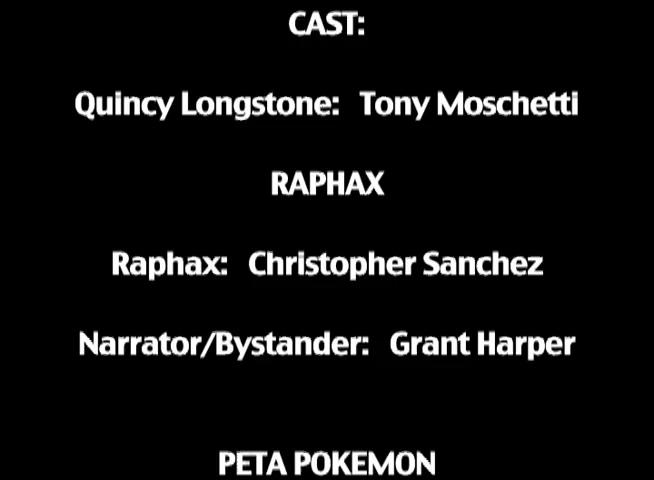 CAST:
Quincy Longstone: Tony Moschetti
RAPHAX
Raphax: Christopher Sanchez
Narrator/Bystander: Grant Harper
PETA POKEMON